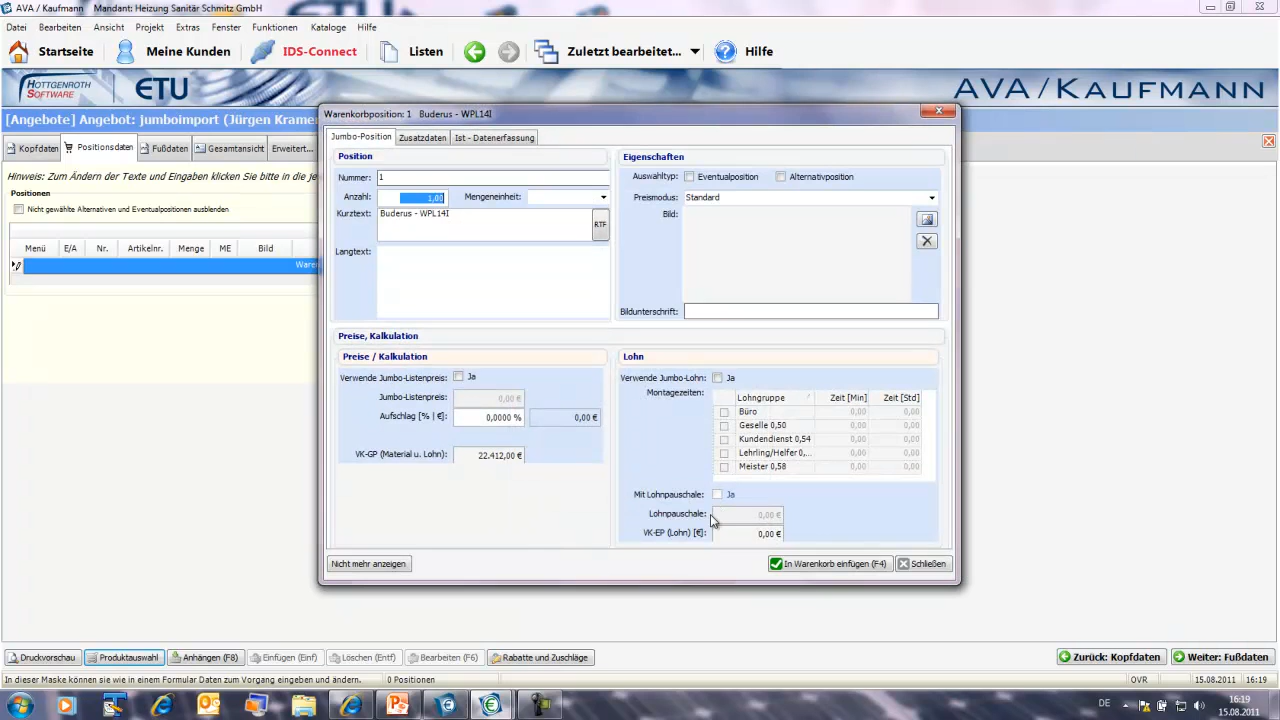 AVA / Kaufmann Mandant: Heizung Sanitär Schmitz GmbH
Datei Bearbeiten Ansicht Projekt Extras Fenster Funktionen Kataloge Hilfe
Startseite Meine Kunden IDS-Connect Listen Zuletzt bearbeitet... Hilfe
HOTTGENROTH SOFTWARE ETU AVA / KAUFMANN
[Angebote] Angebot: jumboimport (Jürgen Kramer
Kopfdaten Positionsdaten Fußdaten Gesamtansicht Erweitert...
Hinweis: Zum Ändern der Texte und Eingaben klicken Sie bitte in die je
Positionen
Nicht gewählte Alternativen und Eventualpositionen ausblenden
Menü E/A Nr. Artikelnr. Menge ME Bild
Waren
Warenkorbposition: 1 Buderus - WPL14I
Jumbo-Position Zusatzdaten Ist - Datenerfassung
Position
Nummer: 1
Anzahl: 1,00 Mengeneinheit:
Kurztext: Buderus - WPL14I
RTF
Langtext:
Eigenschaften
Auswahltyp: Eventualposition Alternativposition
Preismodus: Standard
Bild:
Bildunterschrift:
Preise, Kalkulation
Preise / Kalkulation
Verwende Jumbo-Listenpreis: Ja
Jumbo-Listenpreis: 0,00 €
Aufschlag [% | €]: 0,0000 % 0,00 €
VK-GP (Material u. Lohn): 22.412,00 €
Lohn
Verwende Jumbo-Lohn: Ja
Montagezeiten: Lohngruppe Zeit [Min] Zeit [Std]
Büro 0,00 0,00
Geselle 0,50 0,00 0,00
Kundendienst 0,54 0,00 0,00
Lehrling/Helfer 0,... 0,00 0,00
Meister 0,58 0,00 0,00
Mit Lohnpauschale: Ja
Lohnpauschale: 0,00 €
VK-EP (Lohn) [€]: 0,00 €
Nicht mehr anzeigen In Warenkorb einfügen (F4) Schließen
Druckvorschau Produktauswahl Anhängen (F8) Einfügen (Einf) Löschen (Entf) Bearbeiten (F6) Rabatte und Zuschläge Zurück: Kopfdaten Weiter: Fußdaten
In dieser Maske können sie wie in einem Formular Daten zum Vorgang eingeben und ändern. 0 Positionen OVR 15.08.2011 16:19
DE 16:19
15.08.2011